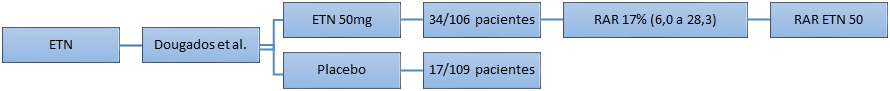 ETN
Dougados et al.
ETN 50mg
34/106 pacientes
RAR 17% (6,0 a 28,3)
RAR ETN 50
Placebo
17/109 pacientes